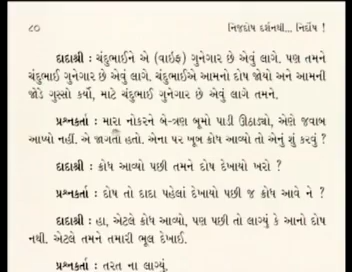 ૮૦ નિજદોષ દર્શનથી... નિર્દોષ !
દાદાશ્રી : ચંદુભાઈને એ (વાઈફ) ગુનેગાર છે એવું લાગે. પણ તમને
ચંદુભાઈ ગુનેગાર છે એવું લાગે. ચંદુભાઈએ આમનો દોષ જોયો અને આમની
જોડે ગુસ્સો કર્યો, માટે ચંદુભાઈ ગુનેગાર છે એવું લાગે તમને.
પ્રશ્નકર્તા : મારા નોકરને બે-ત્રણ બૂમો પાડી ઉઠાડ્યો, એણે જવાબ
આપ્યો નહીં. એ જાગતો હતો. એના પર ખૂબ ક્રોધ આવ્યો તો એનું શું કરવું ?
દાદાશ્રી : ક્રોધ આવ્યો પછી તમને દોષ દેખાયો ખરો ?
પ્રશ્નકર્તા : દોષ તો દાદા પહેલાં દેખાયો પછી જ ક્રોધ આવે ને ?
દાદાશ્રી : હા, એટલે ક્રોધ આવ્યો, પણ પછી તો લાગ્યું કે આનો દોષ
નથી. એટલે તમને તમારી ભૂલ દેખાઈ.
પ્રશ્નકર્તા : તરત ના લાગ્યું.